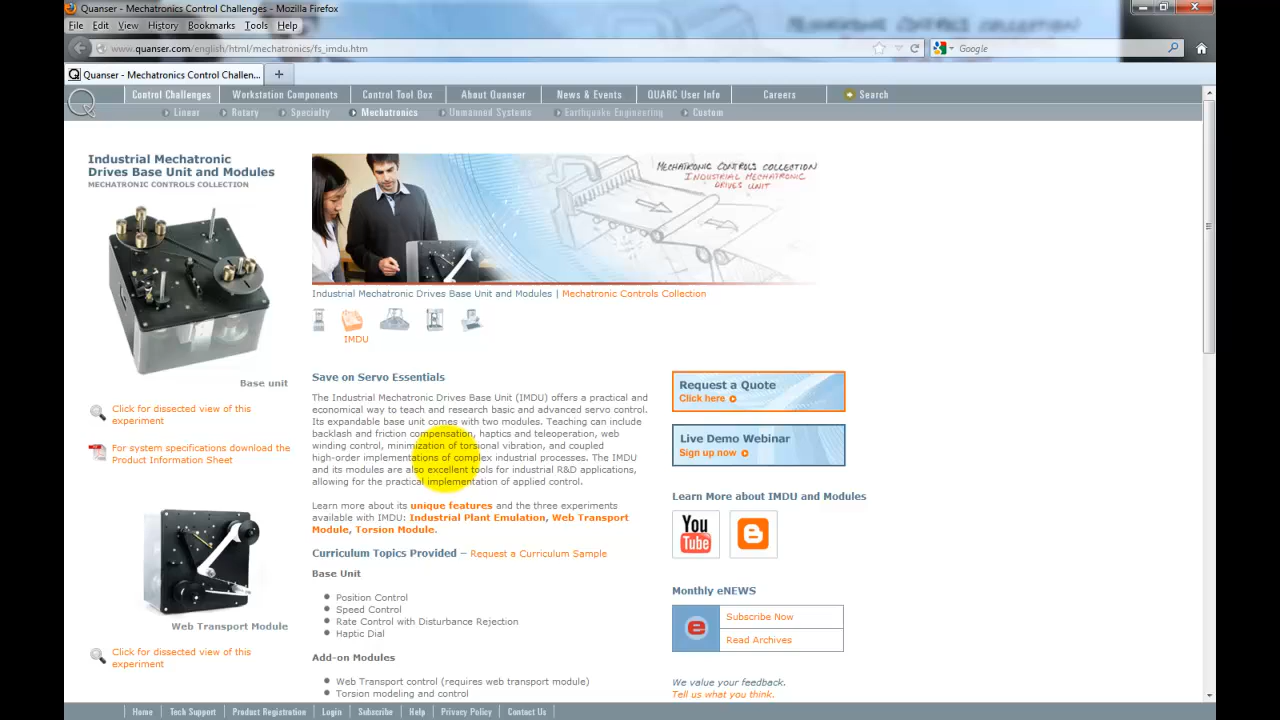 Quanser - Mechatronics Control Challenges - Mozilla Firefox
File Edit View History Bookmarks Tools Help
www.quanser.com/english/html/mechatronics/fs_imdu.htm
Google
Quanser - Mechatronics Control Challen...
Control Challenges Workstation Components Control Tool Box About Quanser News & Events QUARC User Info Careers Search
Linear Rotary Specialty Mechatronics Unmanned Systems Earthquake Engineering Custom
Industrial Mechatronic
Drives Base Unit and Modules
MECHATRONIC CONTROLS COLLECTION
Base unit
Click for dissected view of this
experiment
For system specifications download the
Product Information Sheet
Web Transport Module
Click for dissected view of this
experiment
MECHATRONIC CONTROLS COLLECTION
INDUSTRIAL MECHATRONIC
DRIVES UNIT
Industrial Mechatronic Drives Base Unit and Modules | Mechatronic Controls Collection
IMDU
Save on Servo Essentials
The Industrial Mechatronic Drives Base Unit (IMDU) offers a practical and
economical way to teach and research basic and advanced servo control.
Its expandable base unit comes with two modules. Teaching can include
backlash and friction compensation, haptics and teleoperation, web
winding control, minimization of torsional vibration, and coupled
high-order implementations of complex industrial processes. The IMDU
and its modules are also excellent tools for industrial R&D applications,
allowing for the practical implementation of applied control.
Learn more about its unique features and the three experiments
available with IMDU: Industrial Plant Emulation, Web Transport
Module, Torsion Module.
Curriculum Topics Provided – Request a Curriculum Sample
Base Unit
Position Control
Speed Control
Rate Control with Disturbance Rejection
Haptic Dial
Add-on Modules
Web Transport control (requires web transport module)
Torsion modeling and control
Request a Quote
Click here
Live Demo Webinar
Sign up now
Learn More about IMDU and Modules
You
Tube
Monthly eNEWS
e
Subscribe Now
Read Archives
We value your feedback.
Tell us what you think.
Home Tech Support Product Registration Login Subscribe Help Privacy Policy Contact Us